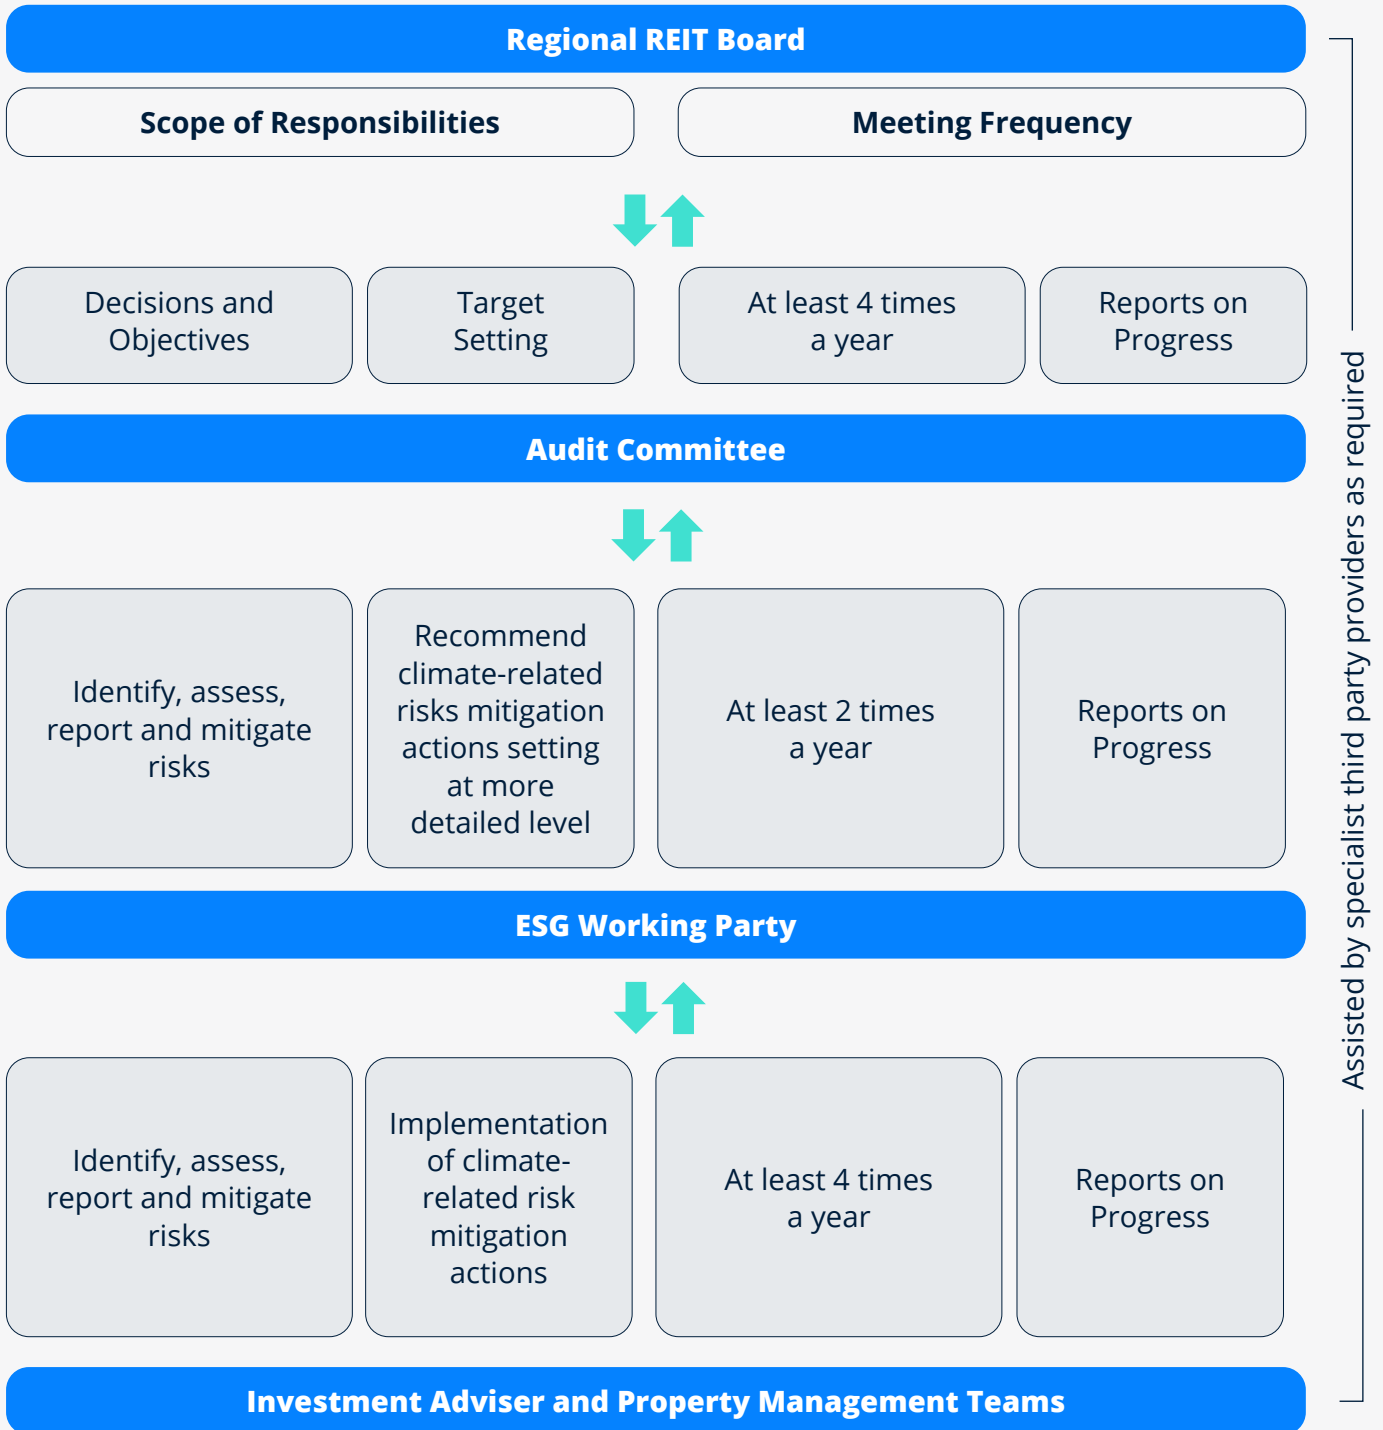 Regional REIT Board
Scope of Responsibilities
Meeting Frequency
Decisions and
Objectives
Target
Setting
At least 4 times
a year
Reports on
Progress
Audit Committee
Identify, assess,
report and mitigate
risks
Recommend
climate-related
risks mitigation
actions setting
at more
detailed level
At least 2 times
a year
Reports on
Progress
ESG Working Party
Identify, assess,
report and mitigate
risks
Implementation
of climate-
related risk
mitigation
actions
At least 4 times
a year
Reports on
Progress
Investment Adviser and Property Management Teams
Assisted by specialist third party providers as required